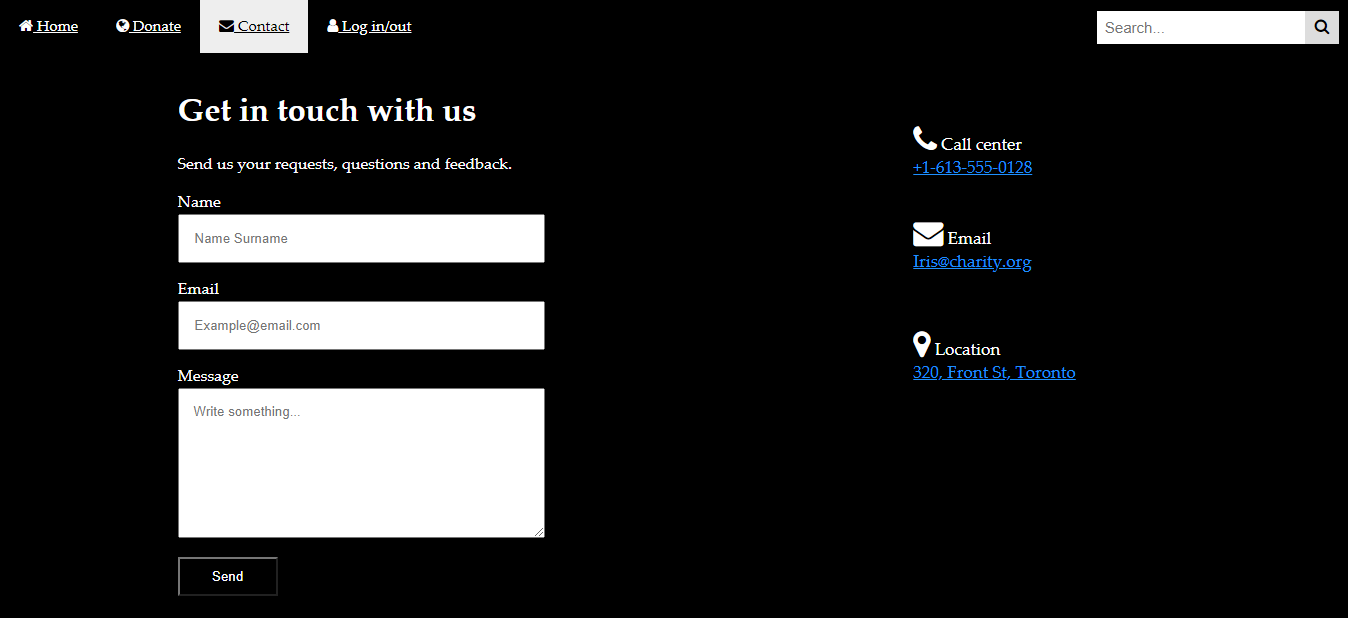 Home Donate Contact Log in/out
Search...
Get in touch with us
Send us your requests, questions and feedback.
Name
Name Surname
Email
Example@email.com
Message
Write something...
Send
Call center
+1-613-555-0128
Email
Iris@charity.org
Location
320, Front St, Toronto